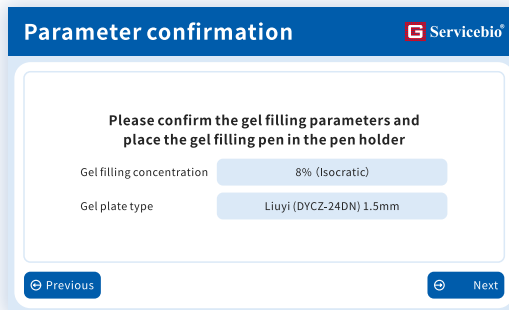 Parameter confirmation
G Servicebio®
Please confirm the gel filling parameters and
place the gel filling pen in the pen holder
Gel filling concentration 8% (Isocratic)
Gel plate type Liuyi (DYCZ-24DN) 1.5mm
Previous Next